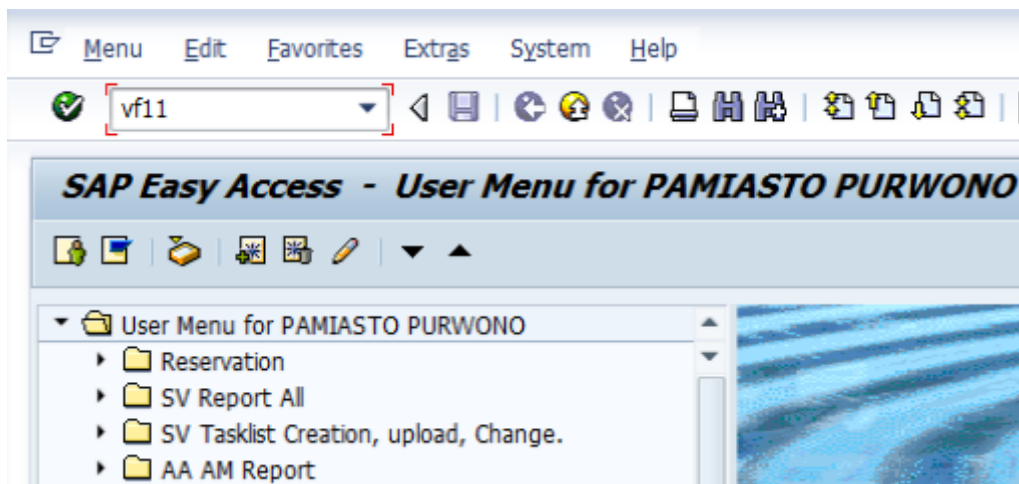 Menu Edit Favorites Extras System Help
vf11
SAP Easy Access - User Menu for PAMIASTO PURWONO
User Menu for PAMIASTO PURWONO
Reservation
SV Report All
SV Tasklist Creation, upload, Change.
AA AM Report